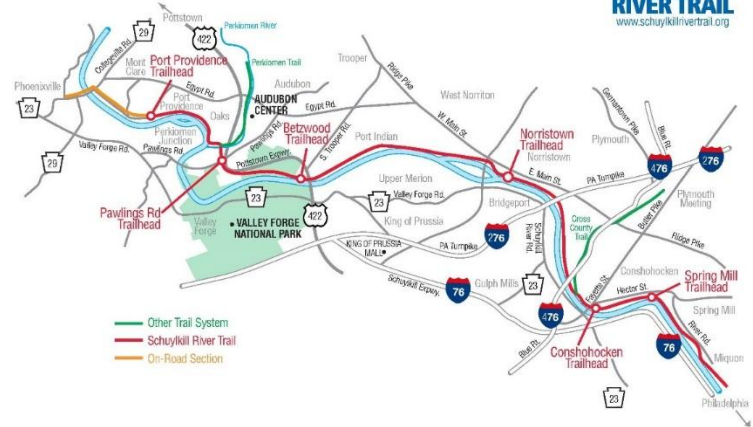 RIVER TRAIL
www.schuylkillrivertrail.org
Pottstown
Perkiomen River
422
29
Collegeville Rd.
Perkiomen Trail
Port Providence
Trailhead
Mont
Clare
Phoenixville
Egypt Rd.
Audubon
Trooper
Ridge Pike
West Norriton
23
Port
Providence
Oaks
AUDUBON
CENTER
Egypt Rd.
W. Main St.
Germantown Pike
Plymouth
Blue Rt.
Perkiomen
Junction
Pawlings Rd.
Betzwood
Trailhead
S. Trooper Rd.
Port Indian
Norristown
Trailhead
Norristown
476
276
Valley Forge Rd.
Pawlings Rd.
Pottstown Expwy.
29
E. Main St.
PA Turnpike
Plymouth
Meeting
Upper Merion
Valley Forge Rd.
Bridgeport
Butler Pike
Pawlings Rd
Trailhead
23
23
Cross
County
Trail
Valley
Forge
VALLEY FORGE
NATIONAL PARK
422
King of Prussia
Schuylkill
River Rd.
Ridge Pike
KING OF PRUSSIA
MALL
PA Turnpike
276
Schuylkill Expwy.
76
Gulph Mills
23
Conshohocken
Fayette St.
Hector St.
Spring Mill
Trailhead
Spring Mill
476
River Rd.
Other Trail System
Schuylkill River Trail
On-Road Section
Blue Rt.
Conshohocken
Trailhead
76
Miquon
23
Philadelphia